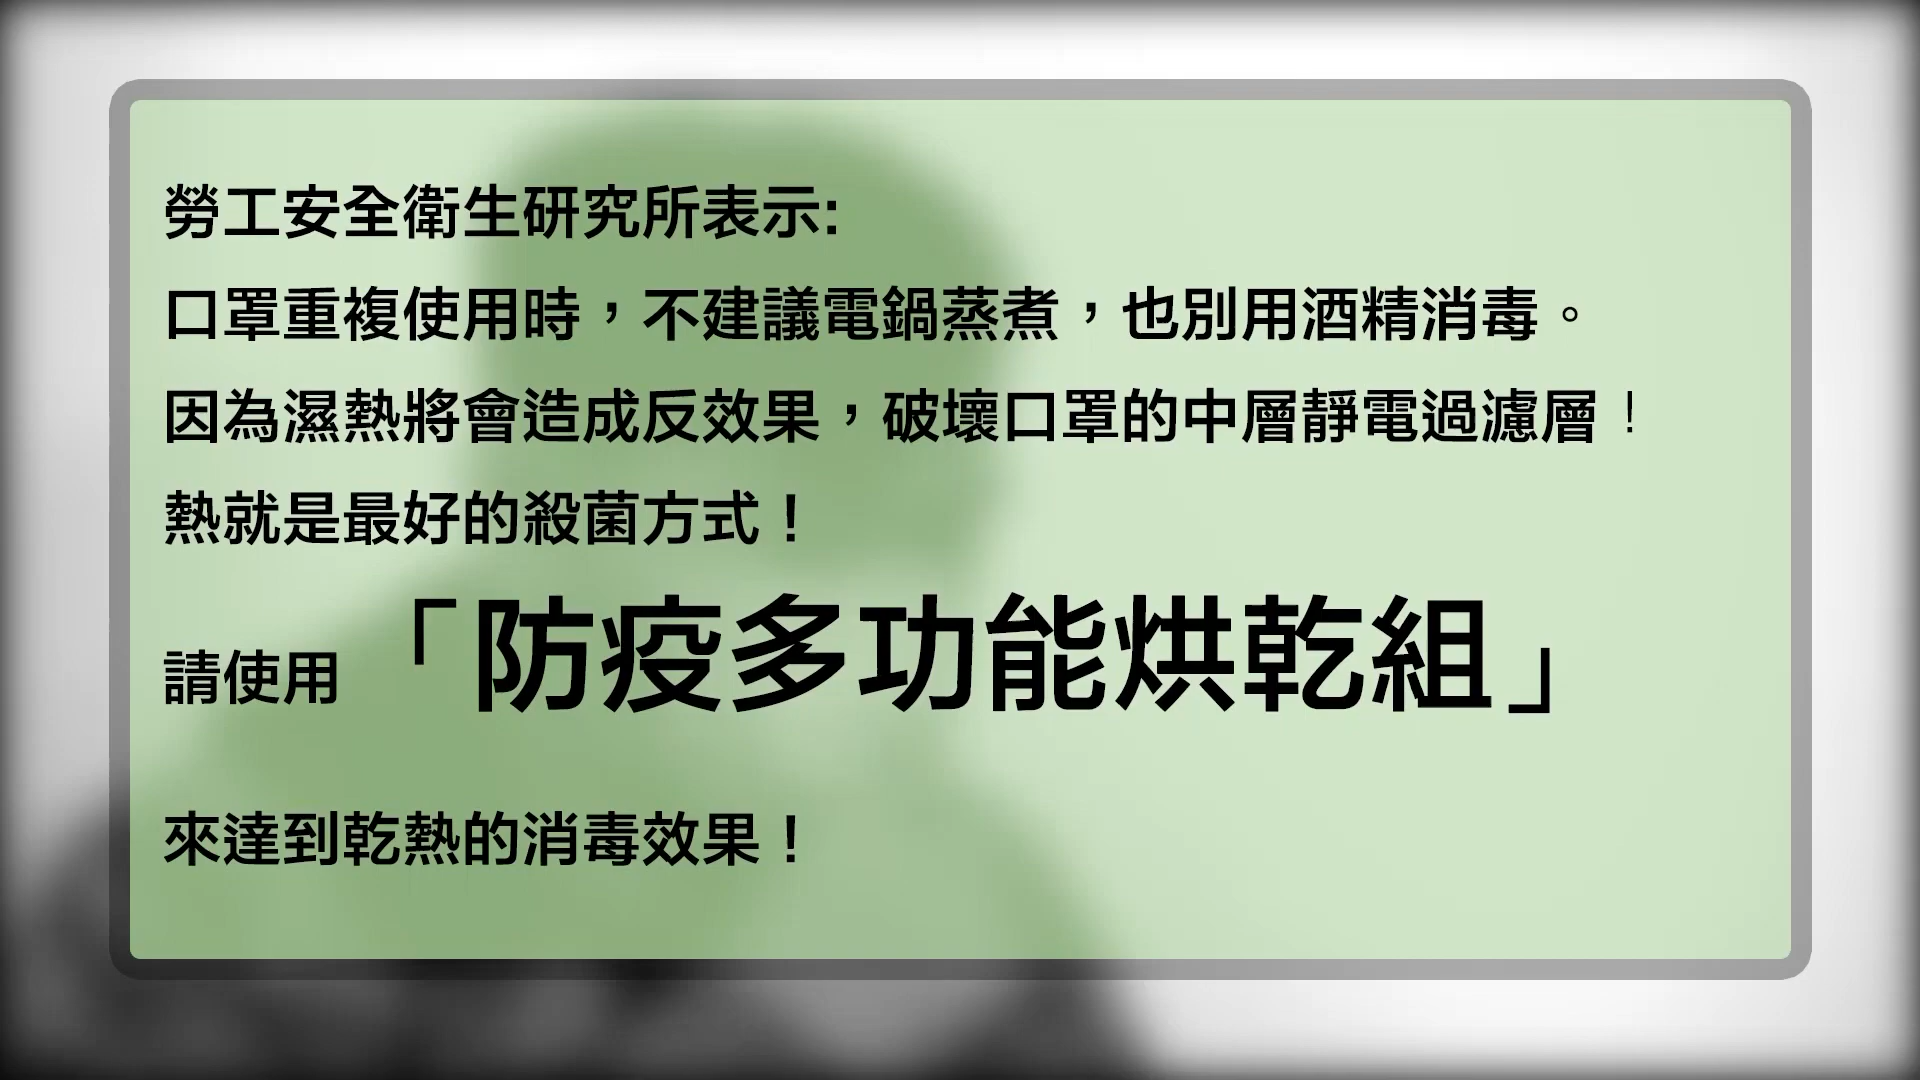 勞工安全衛生研究所表示:
口罩重複使用時，不建議電鍋蒸煮，也別用酒精消毒。
因為濕熱將會造成反效果，破壞口罩的中層靜電過濾層！
熱就是最好的殺菌方式！
請使用「防疫多功能烘乾組」
來達到乾熱的消毒效果！